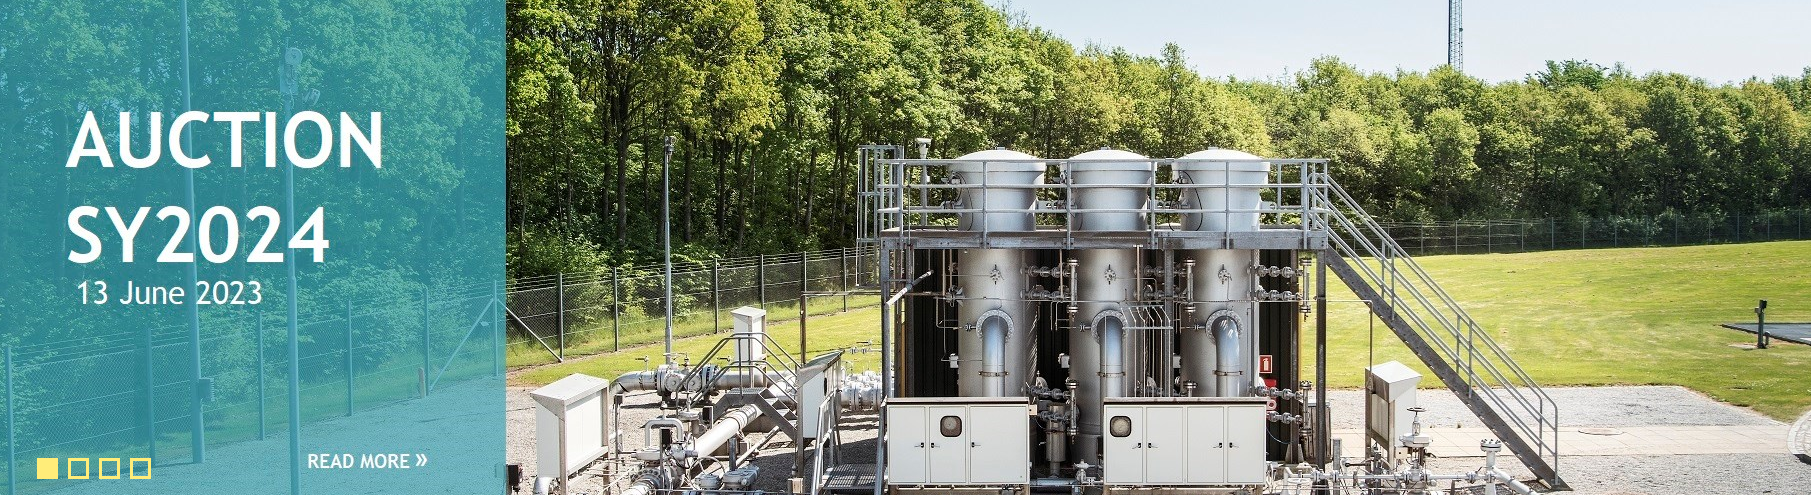 AUCTION
SY2024
13 June 2023
READ MORE »